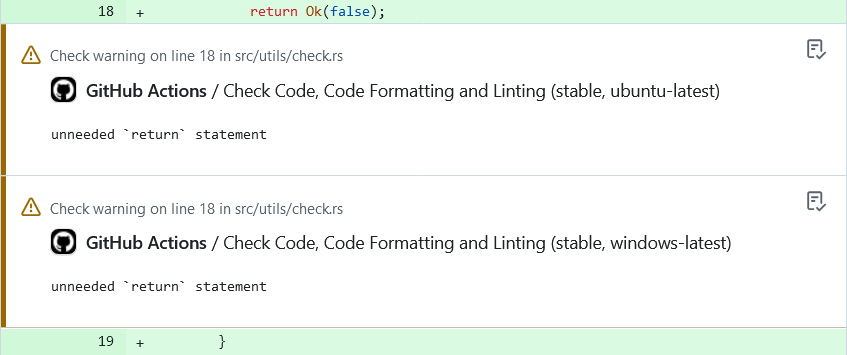 18 + return Ok(false);
Check warning on line 18 in src/utils/check.rs
GitHub Actions / Check Code, Code Formatting and Linting (stable, ubuntu-latest)
unneeded `return` statement
Check warning on line 18 in src/utils/check.rs
GitHub Actions / Check Code, Code Formatting and Linting (stable, windows-latest)
unneeded `return` statement
19 + }